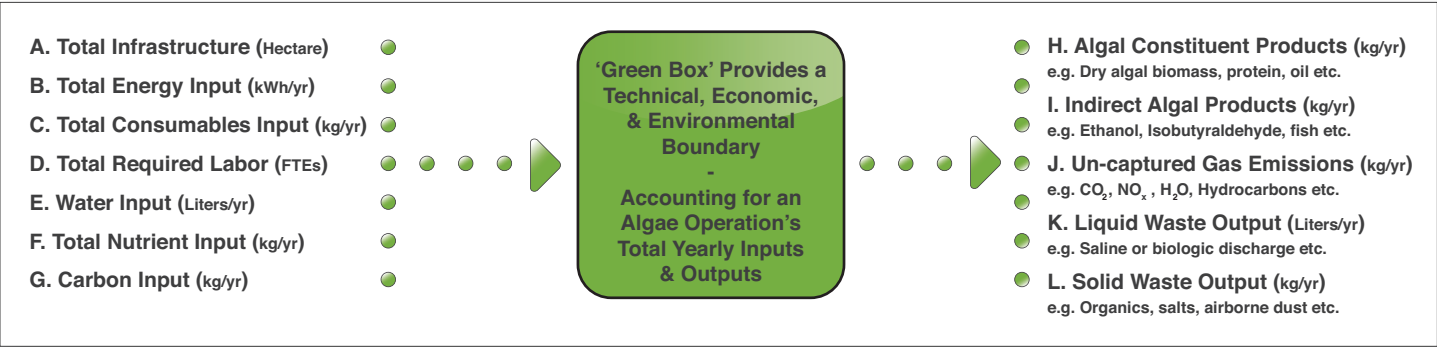 A. Total Infrastructure (Hectare)
B. Total Energy Input (kWh/yr)
C. Total Consumables Input (kg/yr)
D. Total Required Labor (FTEs)
E. Water Input (Liters/yr)
F. Total Nutrient Input (kg/yr)
G. Carbon Input (kg/yr)
‘Green Box’ Provides a
Technical, Economic,
& Environmental
Boundary
-
Accounting for an
Algae Operation’s
Total Yearly Inputs
& Outputs
H. Algal Constituent Products (kg/yr)
e.g. Dry algal biomass, protein, oil etc.
I. Indirect Algal Products (kg/yr)
e.g. Ethanol, Isobutyraldehyde, fish etc.
J. Un-captured Gas Emissions (kg/yr)
e.g. CO₂, NOₓ , H₂O, Hydrocarbons etc.
K. Liquid Waste Output (Liters/yr)
e.g. Saline or biologic discharge etc.
L. Solid Waste Output (kg/yr)
e.g. Organics, salts, airborne dust etc.